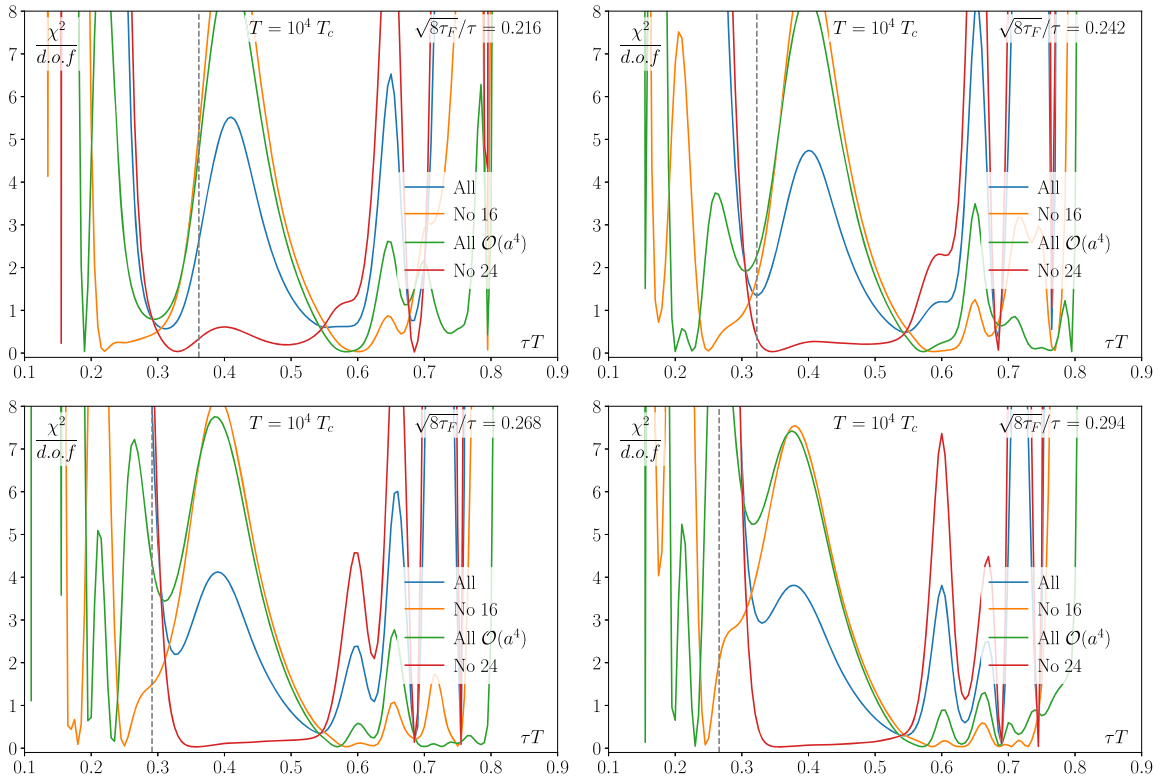 χ²/d.o.f
T = 10⁴ T_c
√8τ_F/τ = 0.216
8
7
6
5
4
3
2
1
0
All
No 16
All 𝒪(a⁴)
No 24
τT
0.1 0.2 0.3 0.4 0.5 0.6 0.7 0.8 0.9
χ²/d.o.f
T = 10⁴ T_c
√8τ_F/τ = 0.242
8
7
6
5
4
3
2
1
0
All
No 16
All 𝒪(a⁴)
No 24
τT
0.1 0.2 0.3 0.4 0.5 0.6 0.7 0.8 0.9
χ²/d.o.f
T = 10⁴ T_c
√8τ_F/τ = 0.268
8
7
6
5
4
3
2
1
0
All
No 16
All 𝒪(a⁴)
No 24
τT
0.1 0.2 0.3 0.4 0.5 0.6 0.7 0.8 0.9
χ²/d.o.f
T = 10⁴ T_c
√8τ_F/τ = 0.294
8
7
6
5
4
3
2
1
0
All
No 16
All 𝒪(a⁴)
No 24
τT
0.1 0.2 0.3 0.4 0.5 0.6 0.7 0.8 0.9